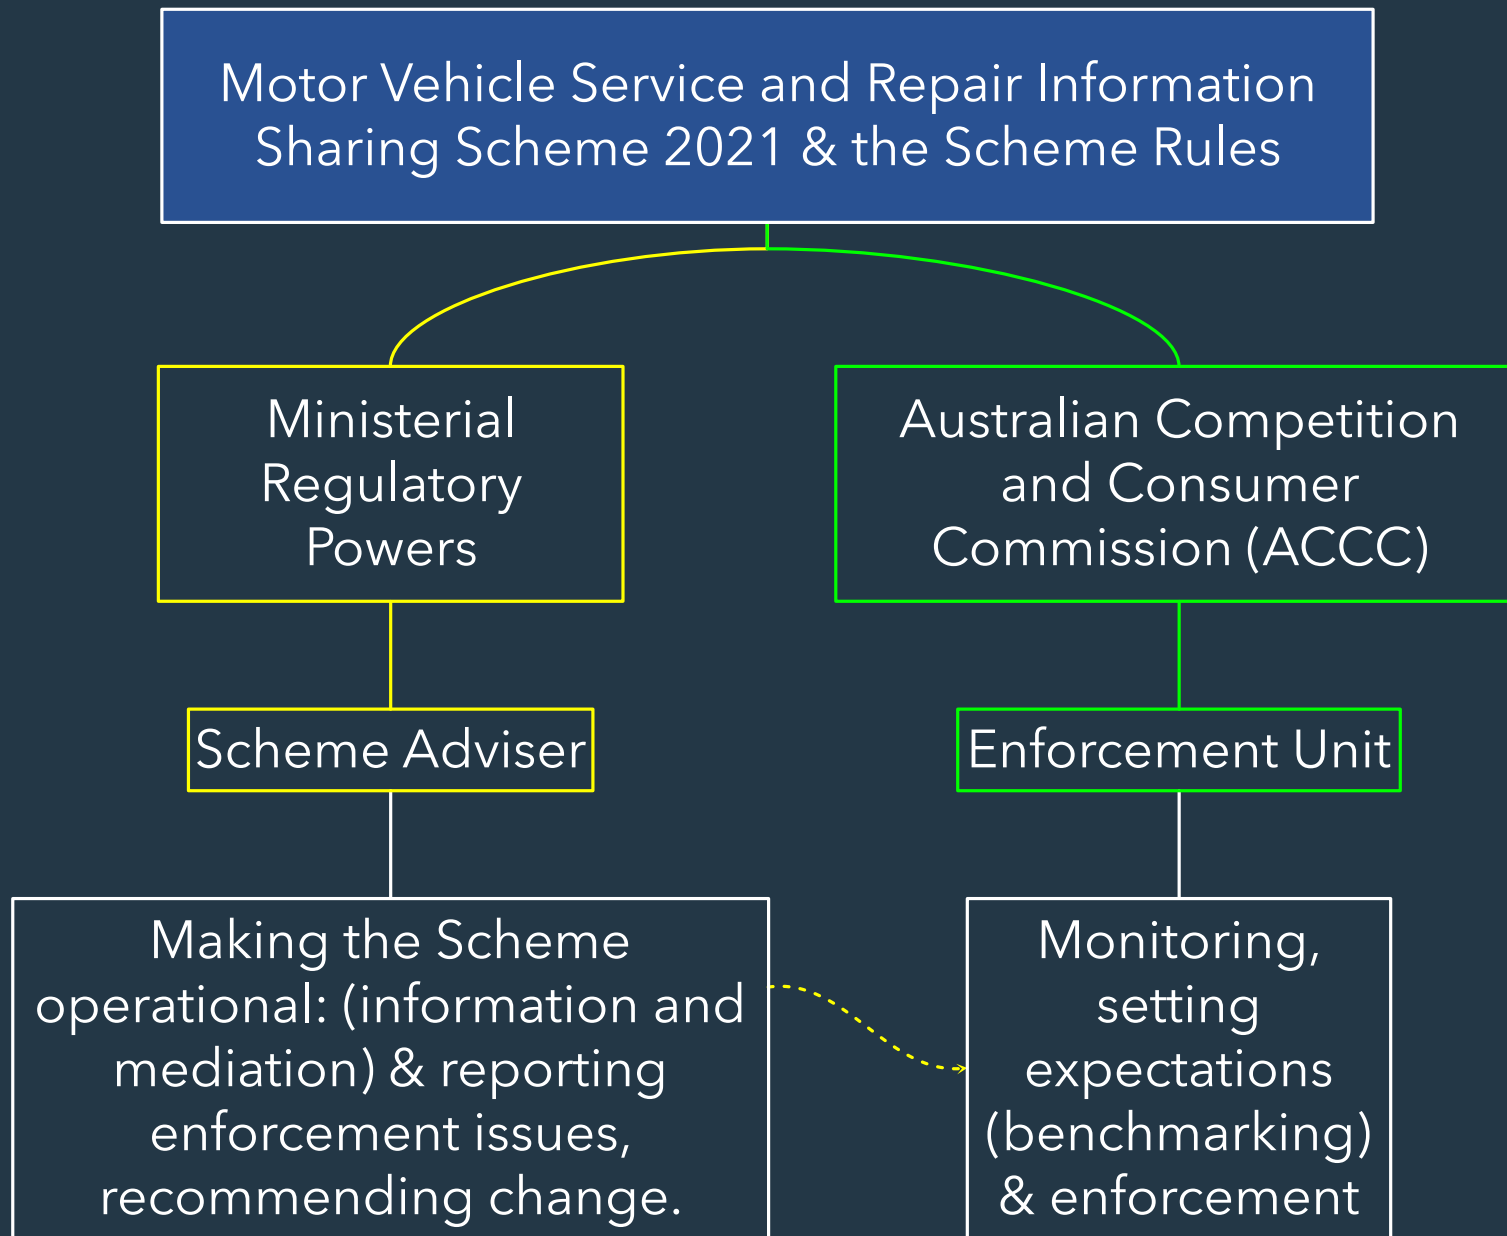 Motor Vehicle Service and Repair Information
Sharing Scheme 2021 & the Scheme Rules
Ministerial
Regulatory
Powers
Australian Competition
and Consumer
Commission (ACCC)
Scheme Adviser
Enforcement Unit
Making the Scheme
operational: (information and
mediation) & reporting
enforcement issues,
recommending change.
Monitoring,
setting
expectations
(benchmarking)
& enforcement